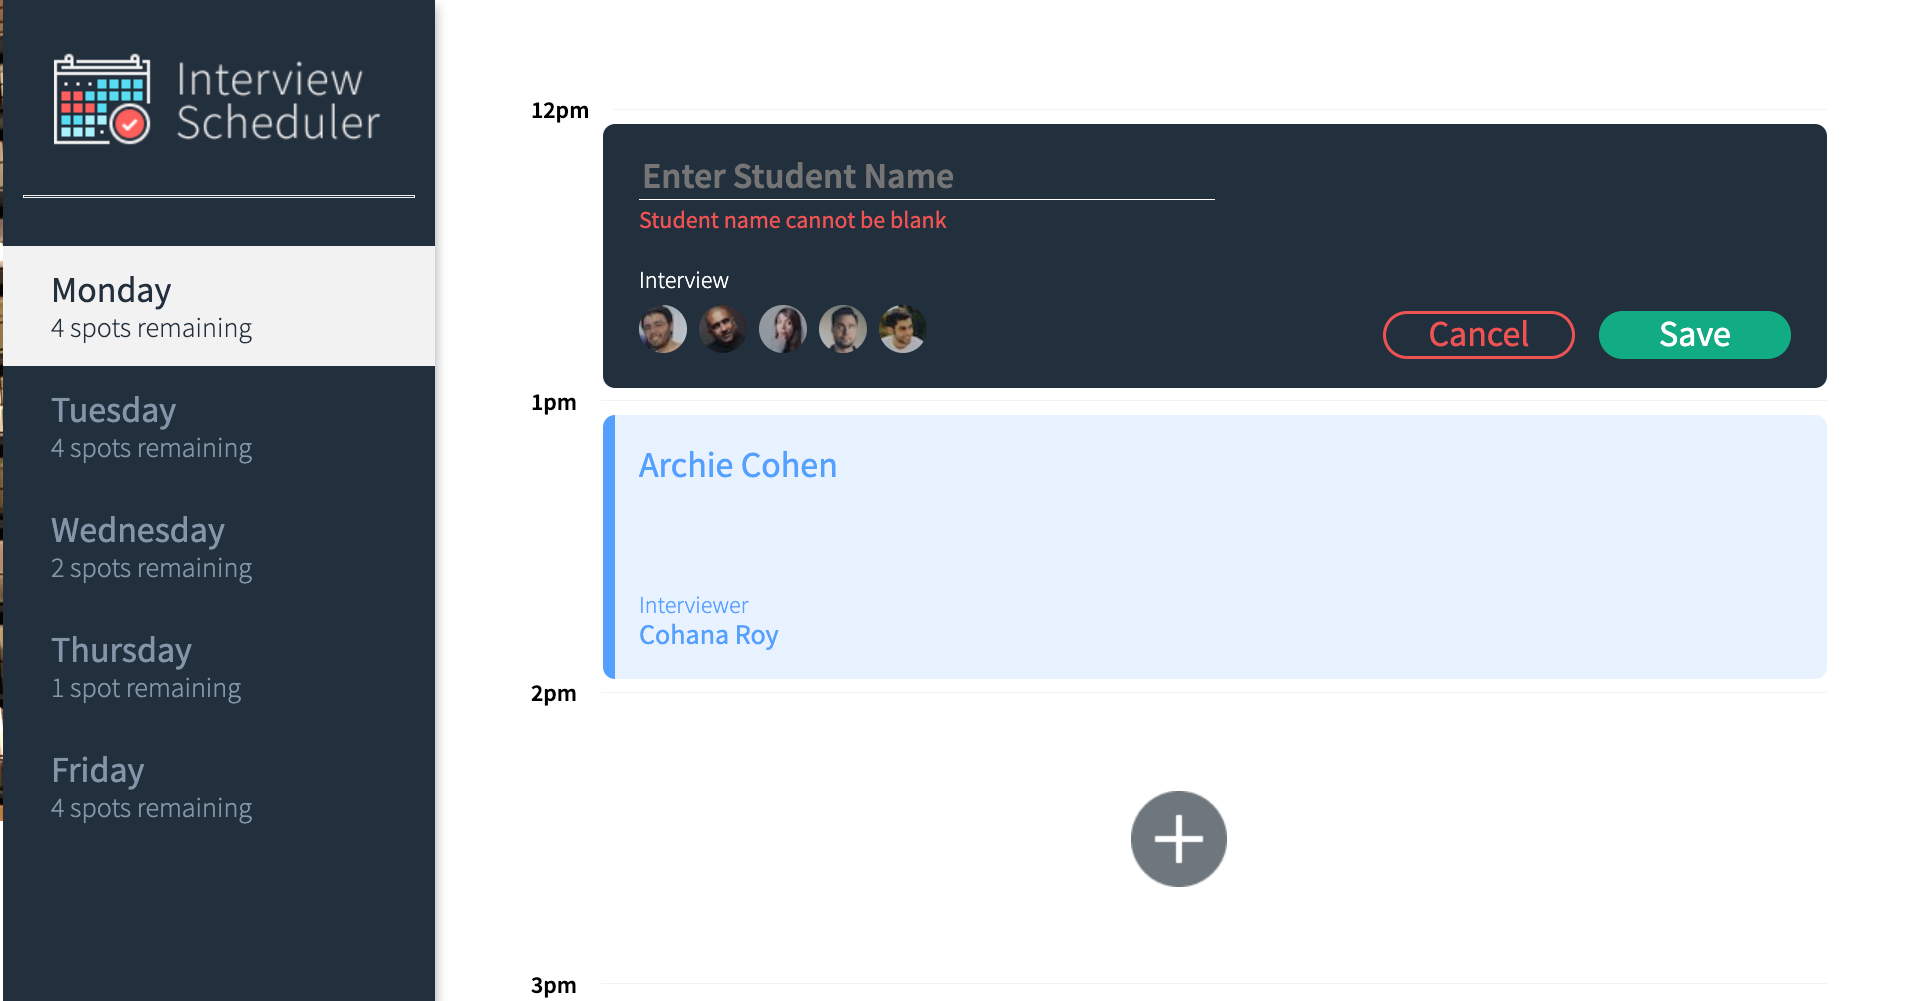 Interview
Scheduler
Monday
4 spots remaining
Tuesday
4 spots remaining
Wednesday
2 spots remaining
Thursday
1 spot remaining
Friday
4 spots remaining
12pm
Enter Student Name
Student name cannot be blank
Interview
Cancel
Save
1pm
Archie Cohen
Interviewer
Cohana Roy
2pm
3pm